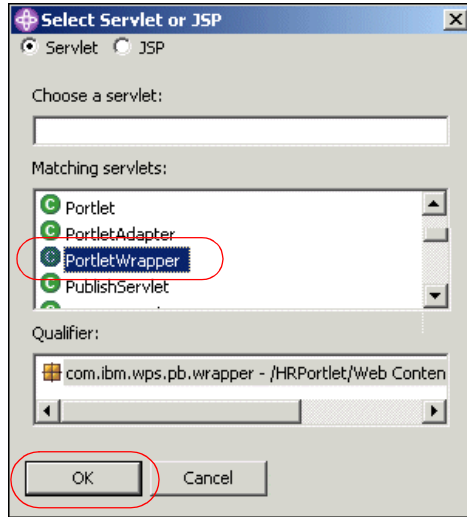 Select Servlet or JSP
Servlet JSP
Choose a servlet:
Matching servlets:
Portlet
PortletAdapter
PortletWrapper
PublishServlet
Qualifier:
com.ibm.wps.pb.wrapper - /HRPortlet/Web Conten
OK Cancel